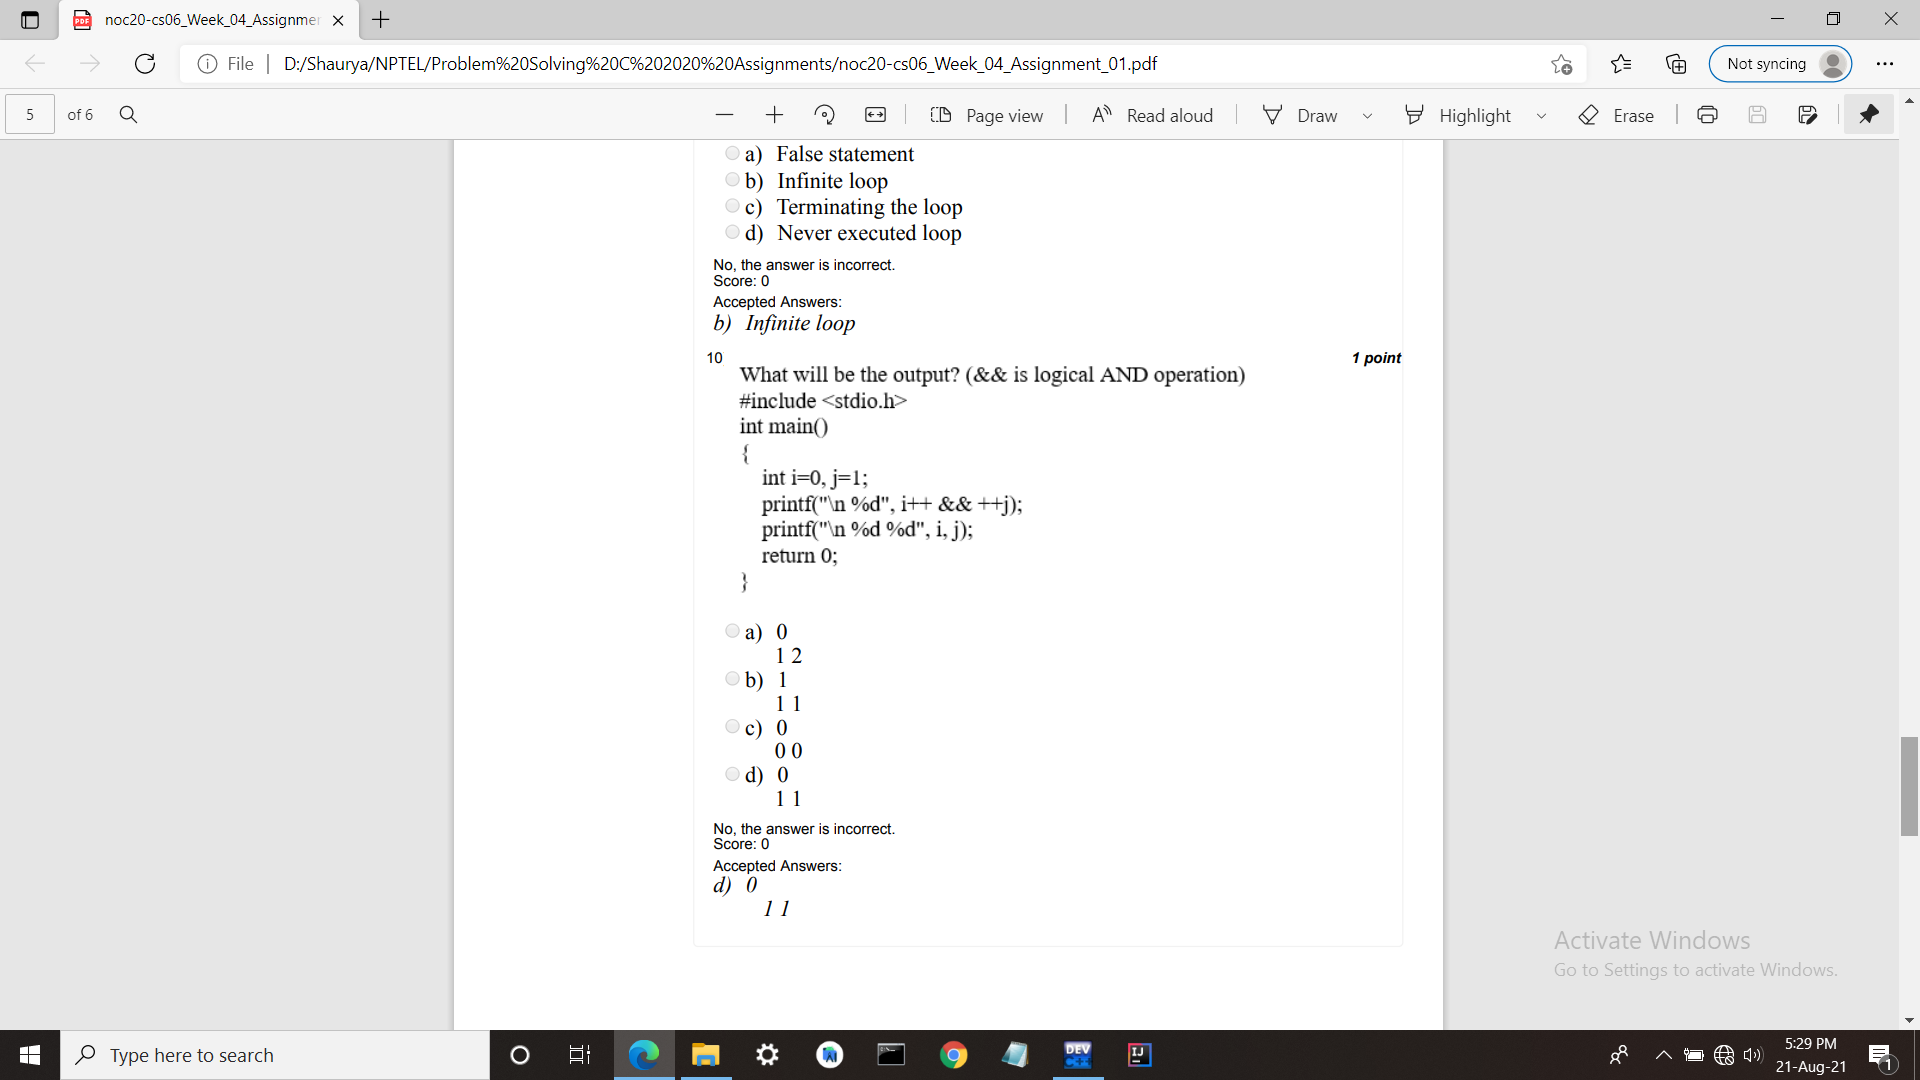 noc20-cs06_Week_04_Assignmen
File
D:/Shaurya/NPTEL/Problem%20Solving%20C%202020%20Assignments/noc20-cs06_Week_04_Assignment_01.pdf
Not syncing
5 of 6
Page view
Read aloud
Draw
Highlight
Erase
a) False statement
b) Infinite loop
c) Terminating the loop
d) Never executed loop
No, the answer is incorrect.
Score: 0
Accepted Answers:
b) Infinite loop
10
1 point
What will be the output? (&& is logical AND operation)
#include <stdio.h>
int main()
{
int i=0, j=1;
printf("\n %d", i++ && ++j);
printf("\n %d %d", i, j);
return 0;
}
a) 0
1 2
b) 1
1 1
c) 0
0 0
d) 0
1 1
No, the answer is incorrect.
Score: 0
Accepted Answers:
d) 0
1 1
Activate Windows
Go to Settings to activate Windows.
Type here to search
DEV
IJ
5:29 PM
21-Aug-21
1